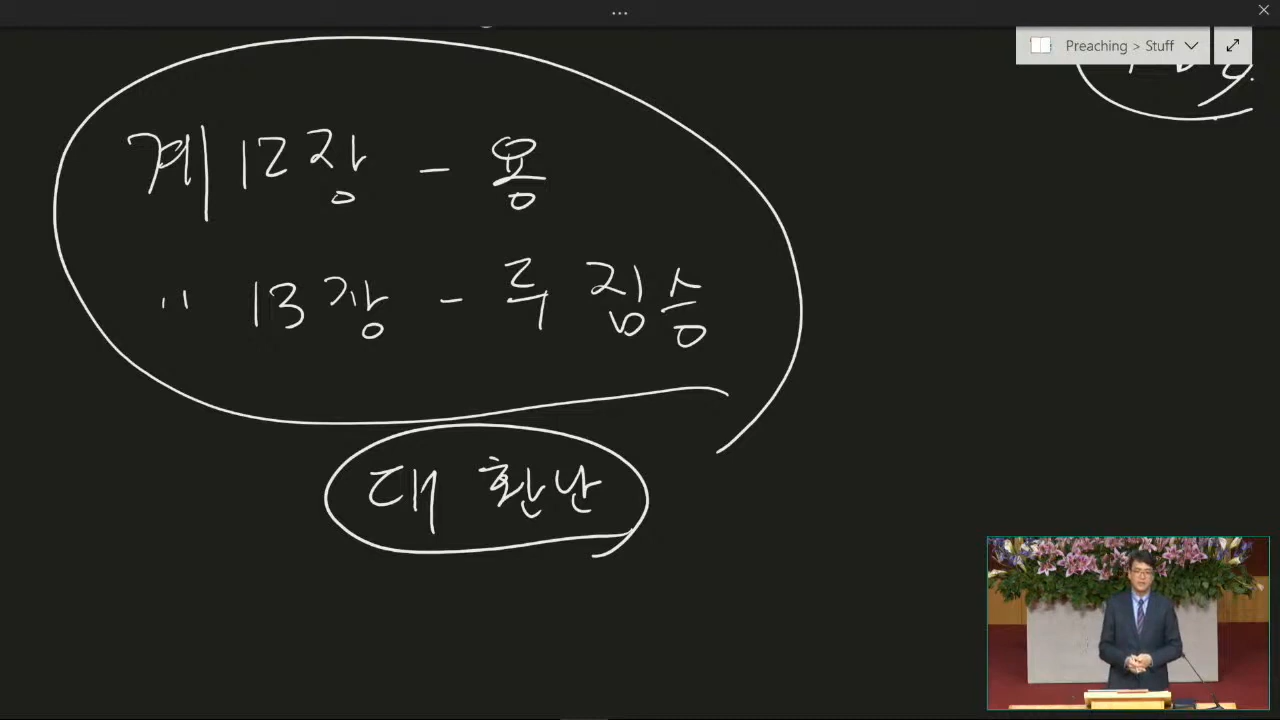 ...
Preaching > Stuff
계 12장 - 용
" 13장 - 두 짐승
대 환난